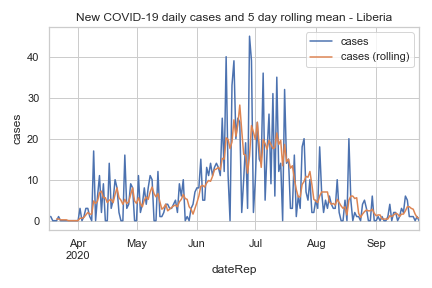 New COVID-19 daily cases and 5 day rolling mean - Liberia
cases
cases (rolling)
40
30
20
10
0
cases
Apr
2020
May
Jun
Jul
Aug
Sep
dateRep